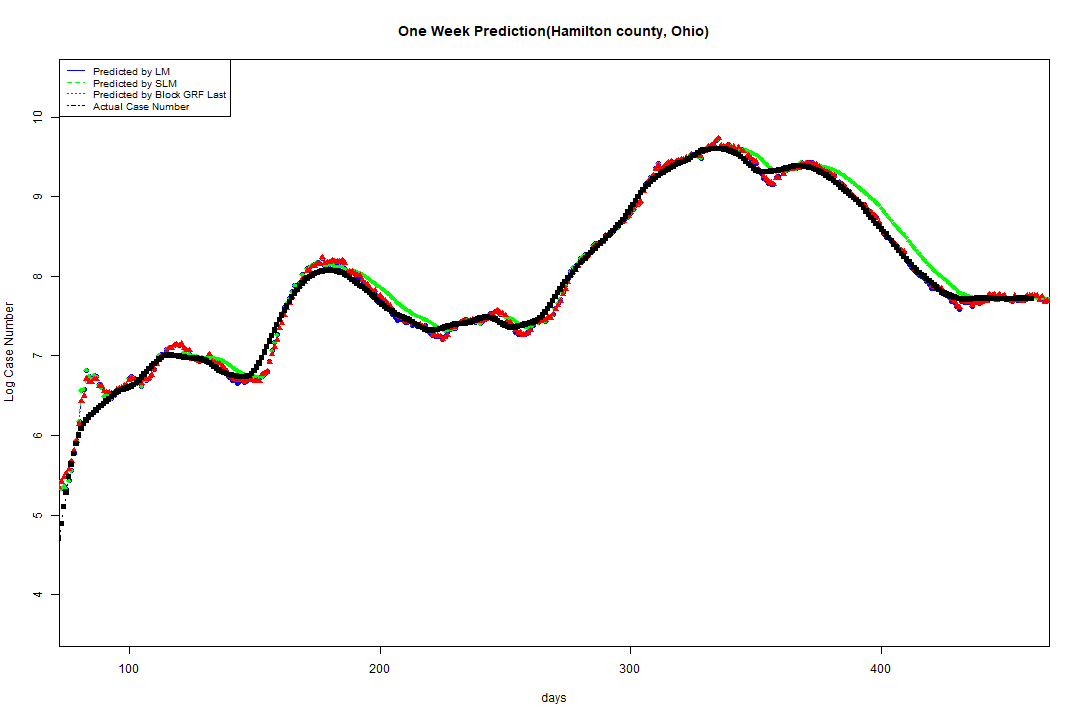 One Week Prediction(Hamilton county, Ohio)
Predicted by LM
Predicted by SLM
Predicted by Block GRF Last
Actual Case Number
10
9
8
7
6
5
4
Log Case Number
100 200 300 400
days